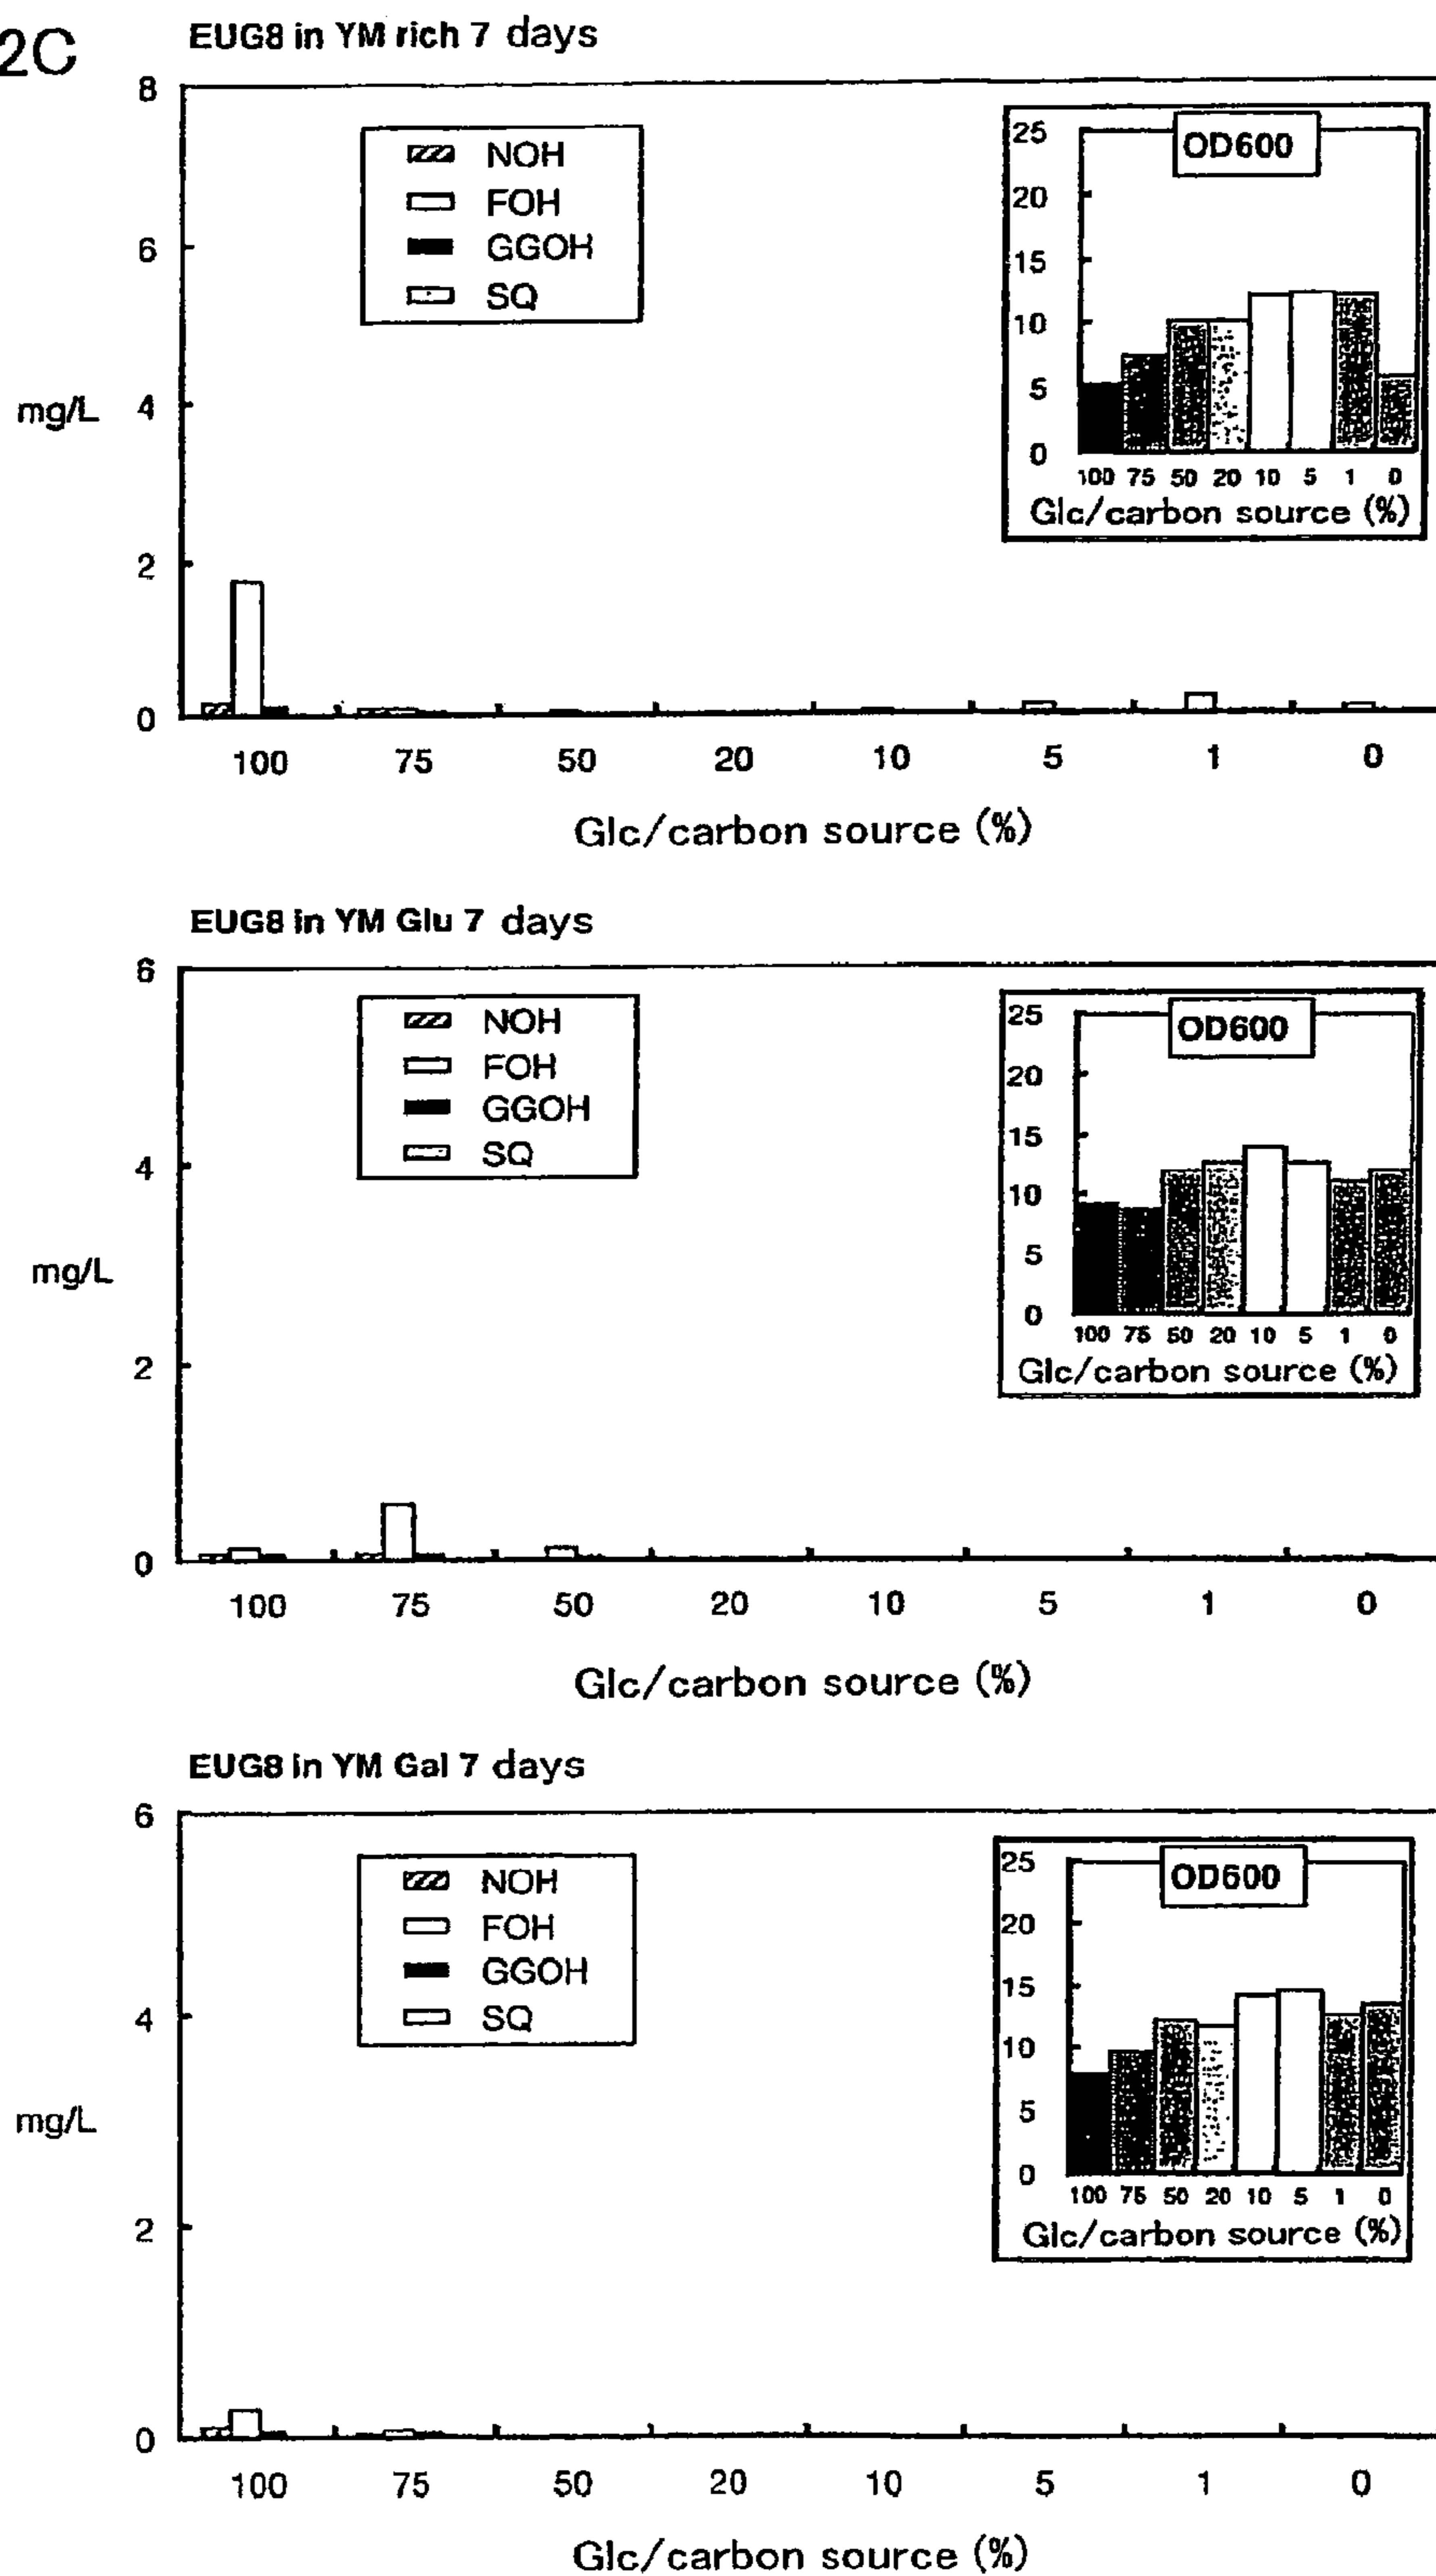 2C
EUG8 in YM rich 7 days
8
6
4
2
0
mg/L
NOH
FOH
GGOH
SQ
OD600
25
20
15
10
5
0
100 75 50 20 10 5 1 0
Glc/carbon source (%)
100 75 50 20 10 5 1 0
Glc/carbon source (%)
EUG8 in YM Glu 7 days
6
4
2
0
mg/L
NOH
FOH
GGOH
SQ
OD600
25
20
15
10
5
0
100 75 50 20 10 5 1 0
Glc/carbon source (%)
100 75 50 20 10 5 1 0
Glc/carbon source (%)
EUG8 in YM Gal 7 days
6
4
2
0
mg/L
NOH
FOH
GGOH
SQ
OD600
25
20
15
10
5
0
100 75 50 20 10 5 1 0
Glc/carbon source (%)
100 75 50 20 10 5 1 0
Glc/carbon source (%)